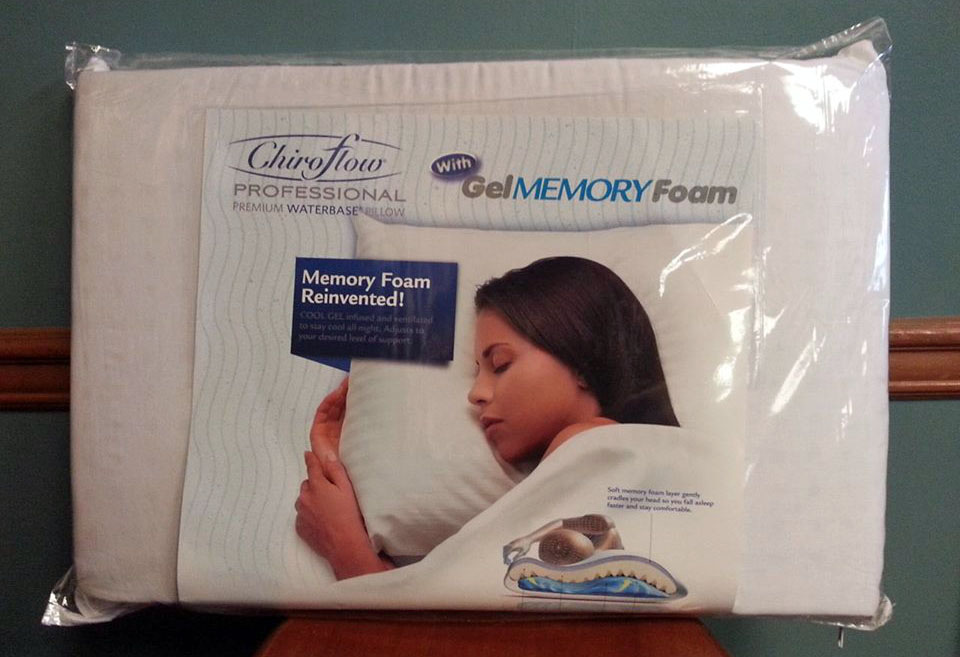 Chiroflow
PROFESSIONAL
PREMIUM WATERBASE® PILLOW
With
GelMEMORYFoam
Memory Foam
Reinvented!
COOL GEL infused and ventilated
to stay cool all night. Adjusts to
your desired level of support.
Soft memory foam layer gently
cradles your head so you fall asleep
faster and stay comfortable.